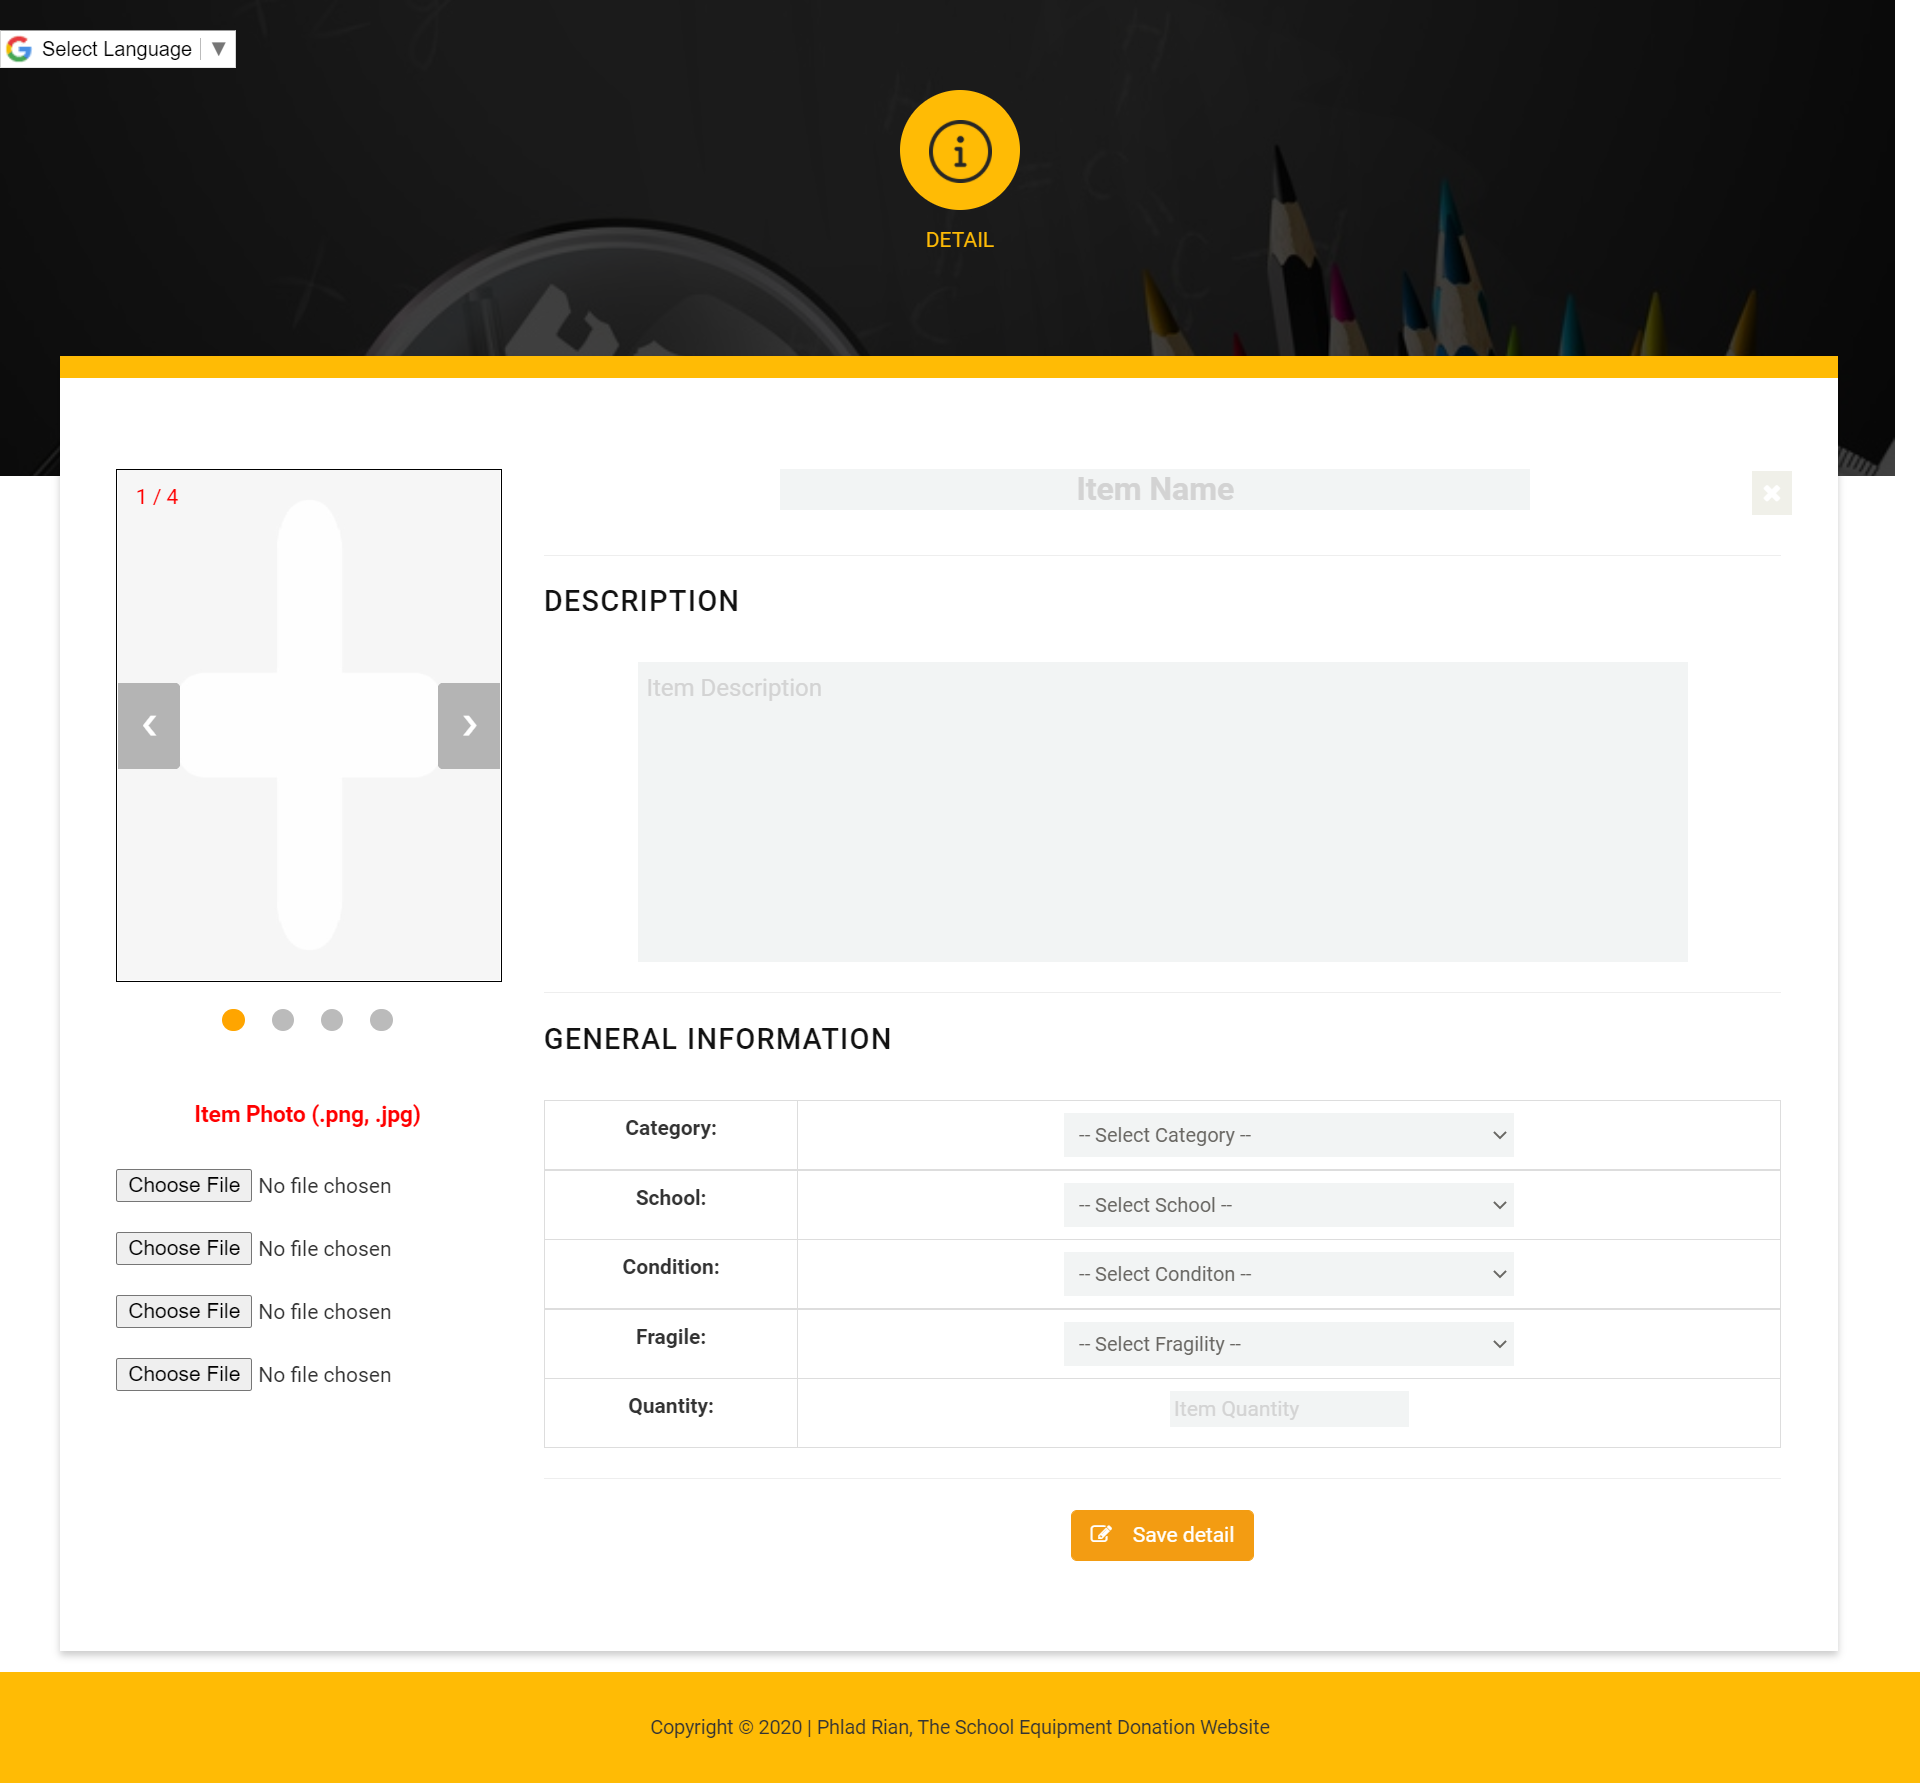 Select Language ▼
DETAIL
1 / 4
Item Name
DESCRIPTION
Item Description
GENERAL INFORMATION
Item Photo (.png, .jpg)
Choose File No file chosen
Choose File No file chosen
Choose File No file chosen
Choose File No file chosen
Category: -- Select Category --
School: -- Select School --
Condition: -- Select Conditon --
Fragile: -- Select Fragility --
Quantity: Item Quantity
Save detail
Copyright © 2020 | Phlad Rian, The School Equipment Donation Website